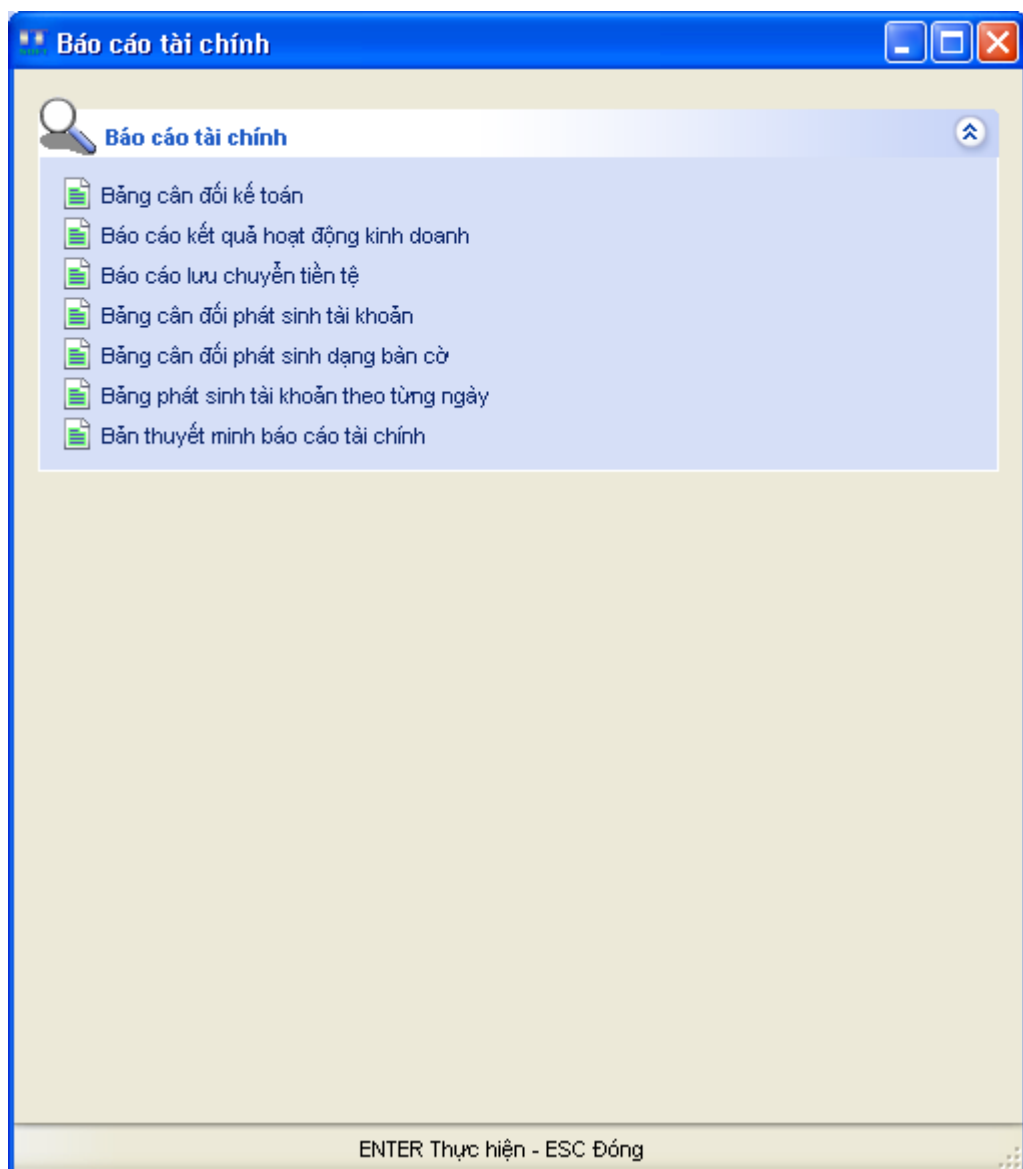 Báo cáo tài chính
Báo cáo tài chính
Bảng cân đối kế toán
Báo cáo kết quả hoạt động kinh doanh
Báo cáo lưu chuyển tiền tệ
Bảng cân đối phát sinh tài khoản
Bảng cân đối phát sinh dạng bàn cờ
Bảng phát sinh tài khoản theo từng ngày
Bản thuyết minh báo cáo tài chính
ENTER Thực hiện - ESC Đóng